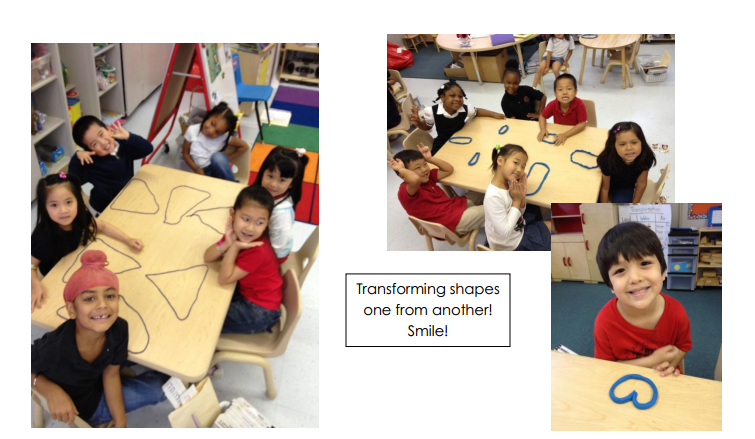 Transforming shapes
one from another!
Smile!